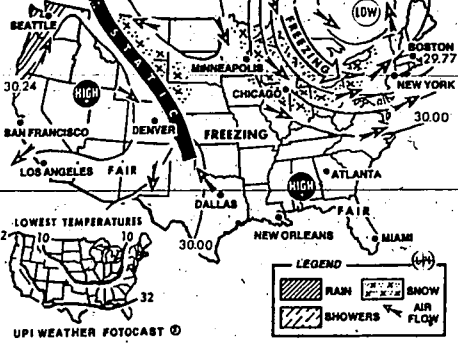 LOW
SEATTLE
STATIC
FREEZING
BOSTON
29.77
MINNEAPOLIS
30.24
HIGH
CHICAGO
NEW YORK
30.00
SAN FRANCISCO
DENVER
FREEZING
LOS ANGELES
FAIR
ATLANTA
HIGH
DALLAS
FAIR
LOWEST TEMPERATURES
NEW ORLEANS
MIAMI
10
10
30.00
32
LEGEND
UPI
RAIN
SNOW
SHOWERS
AIR FLOW
UPI WEATHER FOTOCAST